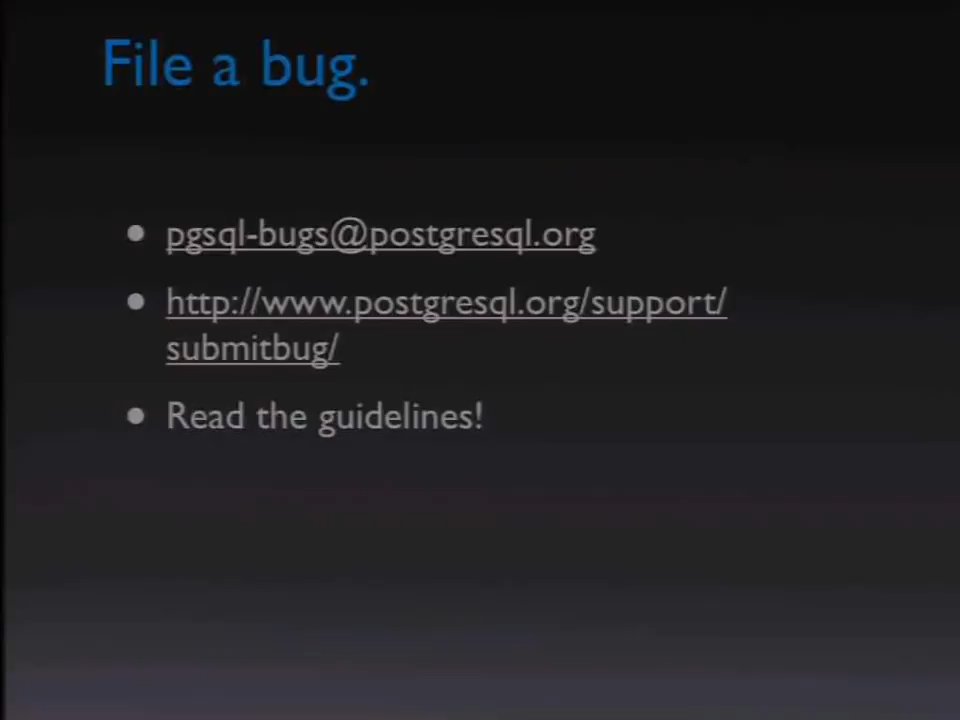 File a bug.
pgsql-bugs@postgresql.org
http://www.postgresql.org/support/
submitbug/
Read the guidelines!